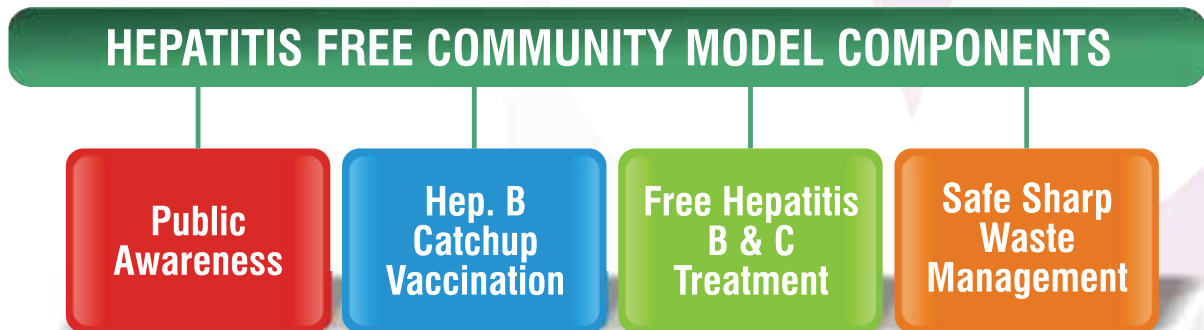 HEPATITIS FREE COMMUNITY MODEL COMPONENTS
Public
Awareness
Hep. B
Catchup
Vaccination
Free Hepatitis
B & C
Treatment
Safe Sharp
Waste
Management